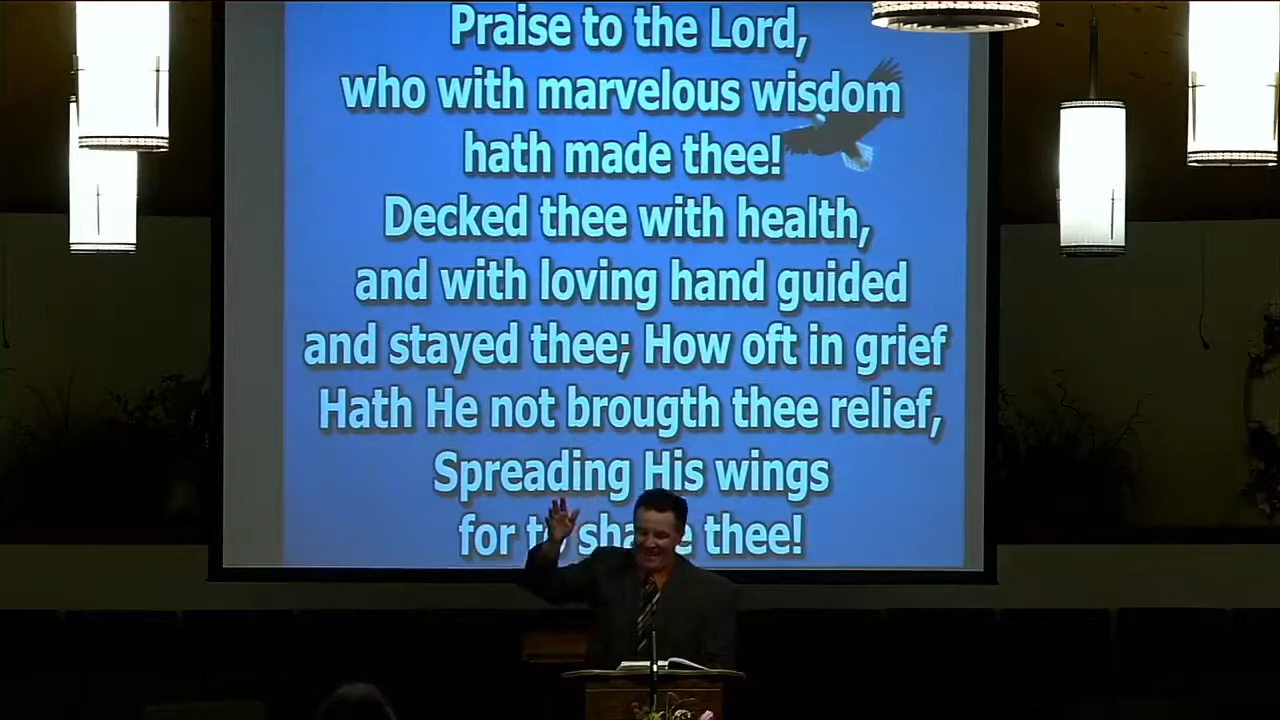 Praise to the Lord,
who with marvelous wisdom
hath made thee!
Decked thee with health,
and with loving hand guided
and stayed thee; How oft in grief
Hath He not brougth thee relief,
Spreading His wings
for to thee!